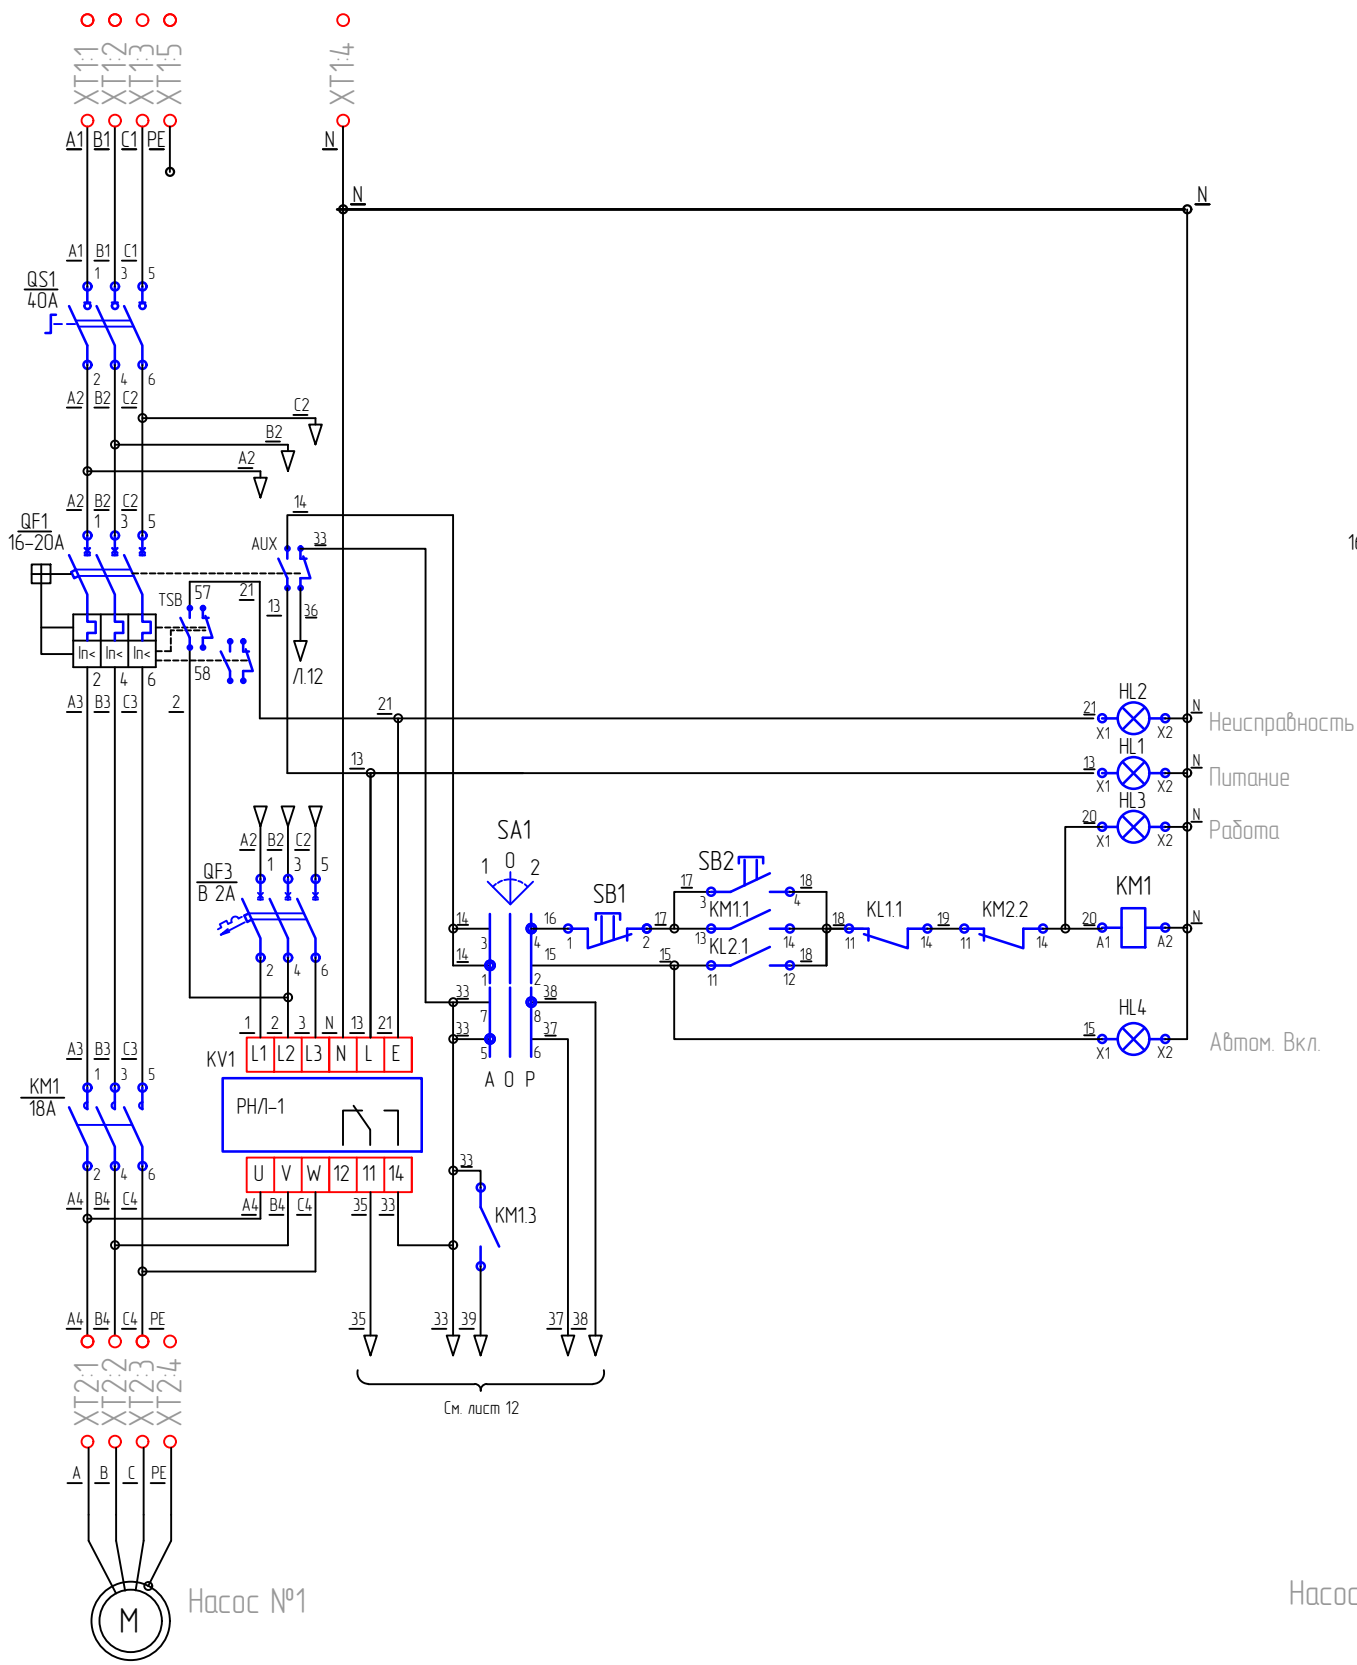 XT1:1 XT1:2 XT1:3 XT1:5 XT1:4
A1 B1 C1 PE N
N N
A1 B1 C1
1 3 5
QS1
40A
2 4 6
A2 B2 C2
C2
B2
A2
A2 B2 C2
14
QF1
16-20A
1 3 5
AUX 33
16
TSB 57 21 13 36
In< In< In<
58 Л.12
2 4 6
A3 B3 C3 2 21
21 HL2 N
X1 X2 Неисправность
13 13 HL1 N
X1 X2 Питание
20 HL3 N
X1 X2 Работа
A2 B2 C2
SA1
1 0 2
QF3
B 2A
1 3 5
SB1 SB2
17 18
3 4
KM1
14 16 17 KM1.1 18 KL1.1 19 KM2.2 20 N
3 4 1 2 13 14 11 14 11 14 A1 A2
14 15 15 KL2.1 18
1 2 11 12
2 4 6
33 38
7 8
1 2 3 N 13 21
33 37
5 6
15 HL4
X1 X2 Автом. Вкл.
KV1 L1 L2 L3 N L E
A O P
A3 B3 C3
1 3 5
KM1
18A
РНЛ-1
2 4 6
U V W 12 11 14
33
A4 B4 C4
A4 B4 C4 35 33
KM1.3
A4 B4 C4 PE
35 33 39 37 38
XT2:1 XT2:2 XT2:3 XT2:4
См. лист 12
A B C PE
M
Насос №1
Насос